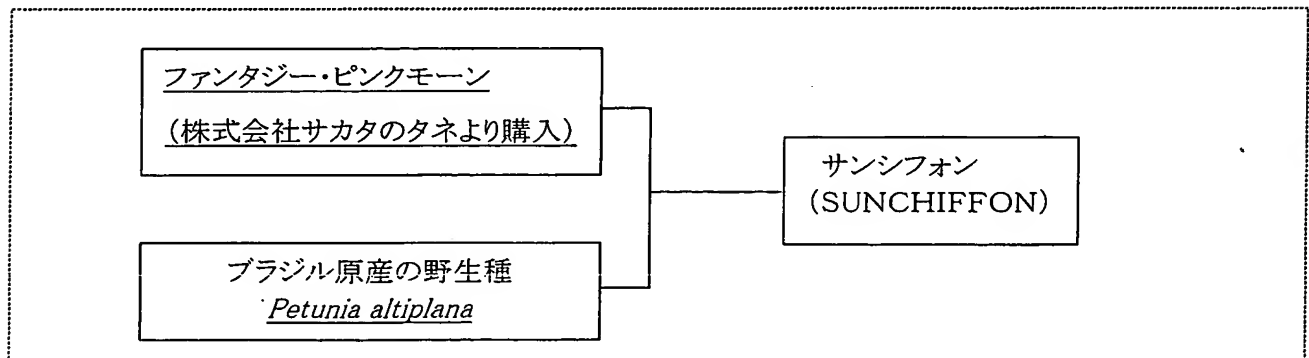 ファンタジー・ピンクモーン
(株式会社サカタのタネより購入)
サンシフォン
(SUNCHIFFON)
ブラジル原産の野生種
Petunia altiplana